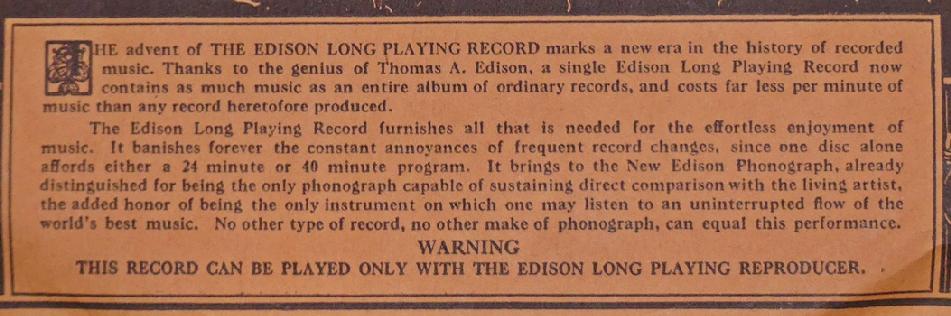 THE advent of THE EDISON LONG PLAYING RECORD marks a new era in the history of recorded
music. Thanks to the genius of Thomas A. Edison, a single Edison Long Playing Record now
contains as much music as an entire album of ordinary records, and costs far less per minute of
music than any record heretofore produced.
The Edison Long Playing Record furnishes all that is needed for the effortless enjoyment of
music. It banishes forever the constant annoyances of frequent record changes, since one disc alone
affords either a 24 minute or 40 minute program. It brings to the New Edison Phonograph, already
distinguished for being the only phonograph capable of sustaining direct comparison with the living artist,
the added honor of being the only instrument on which one may listen to an uninterrupted flow of the
world's best music. No other type of record, no other make of phonograph, can equal this performance.
WARNING
THIS RECORD CAN BE PLAYED ONLY WITH THE EDISON LONG PLAYING REPRODUCER.